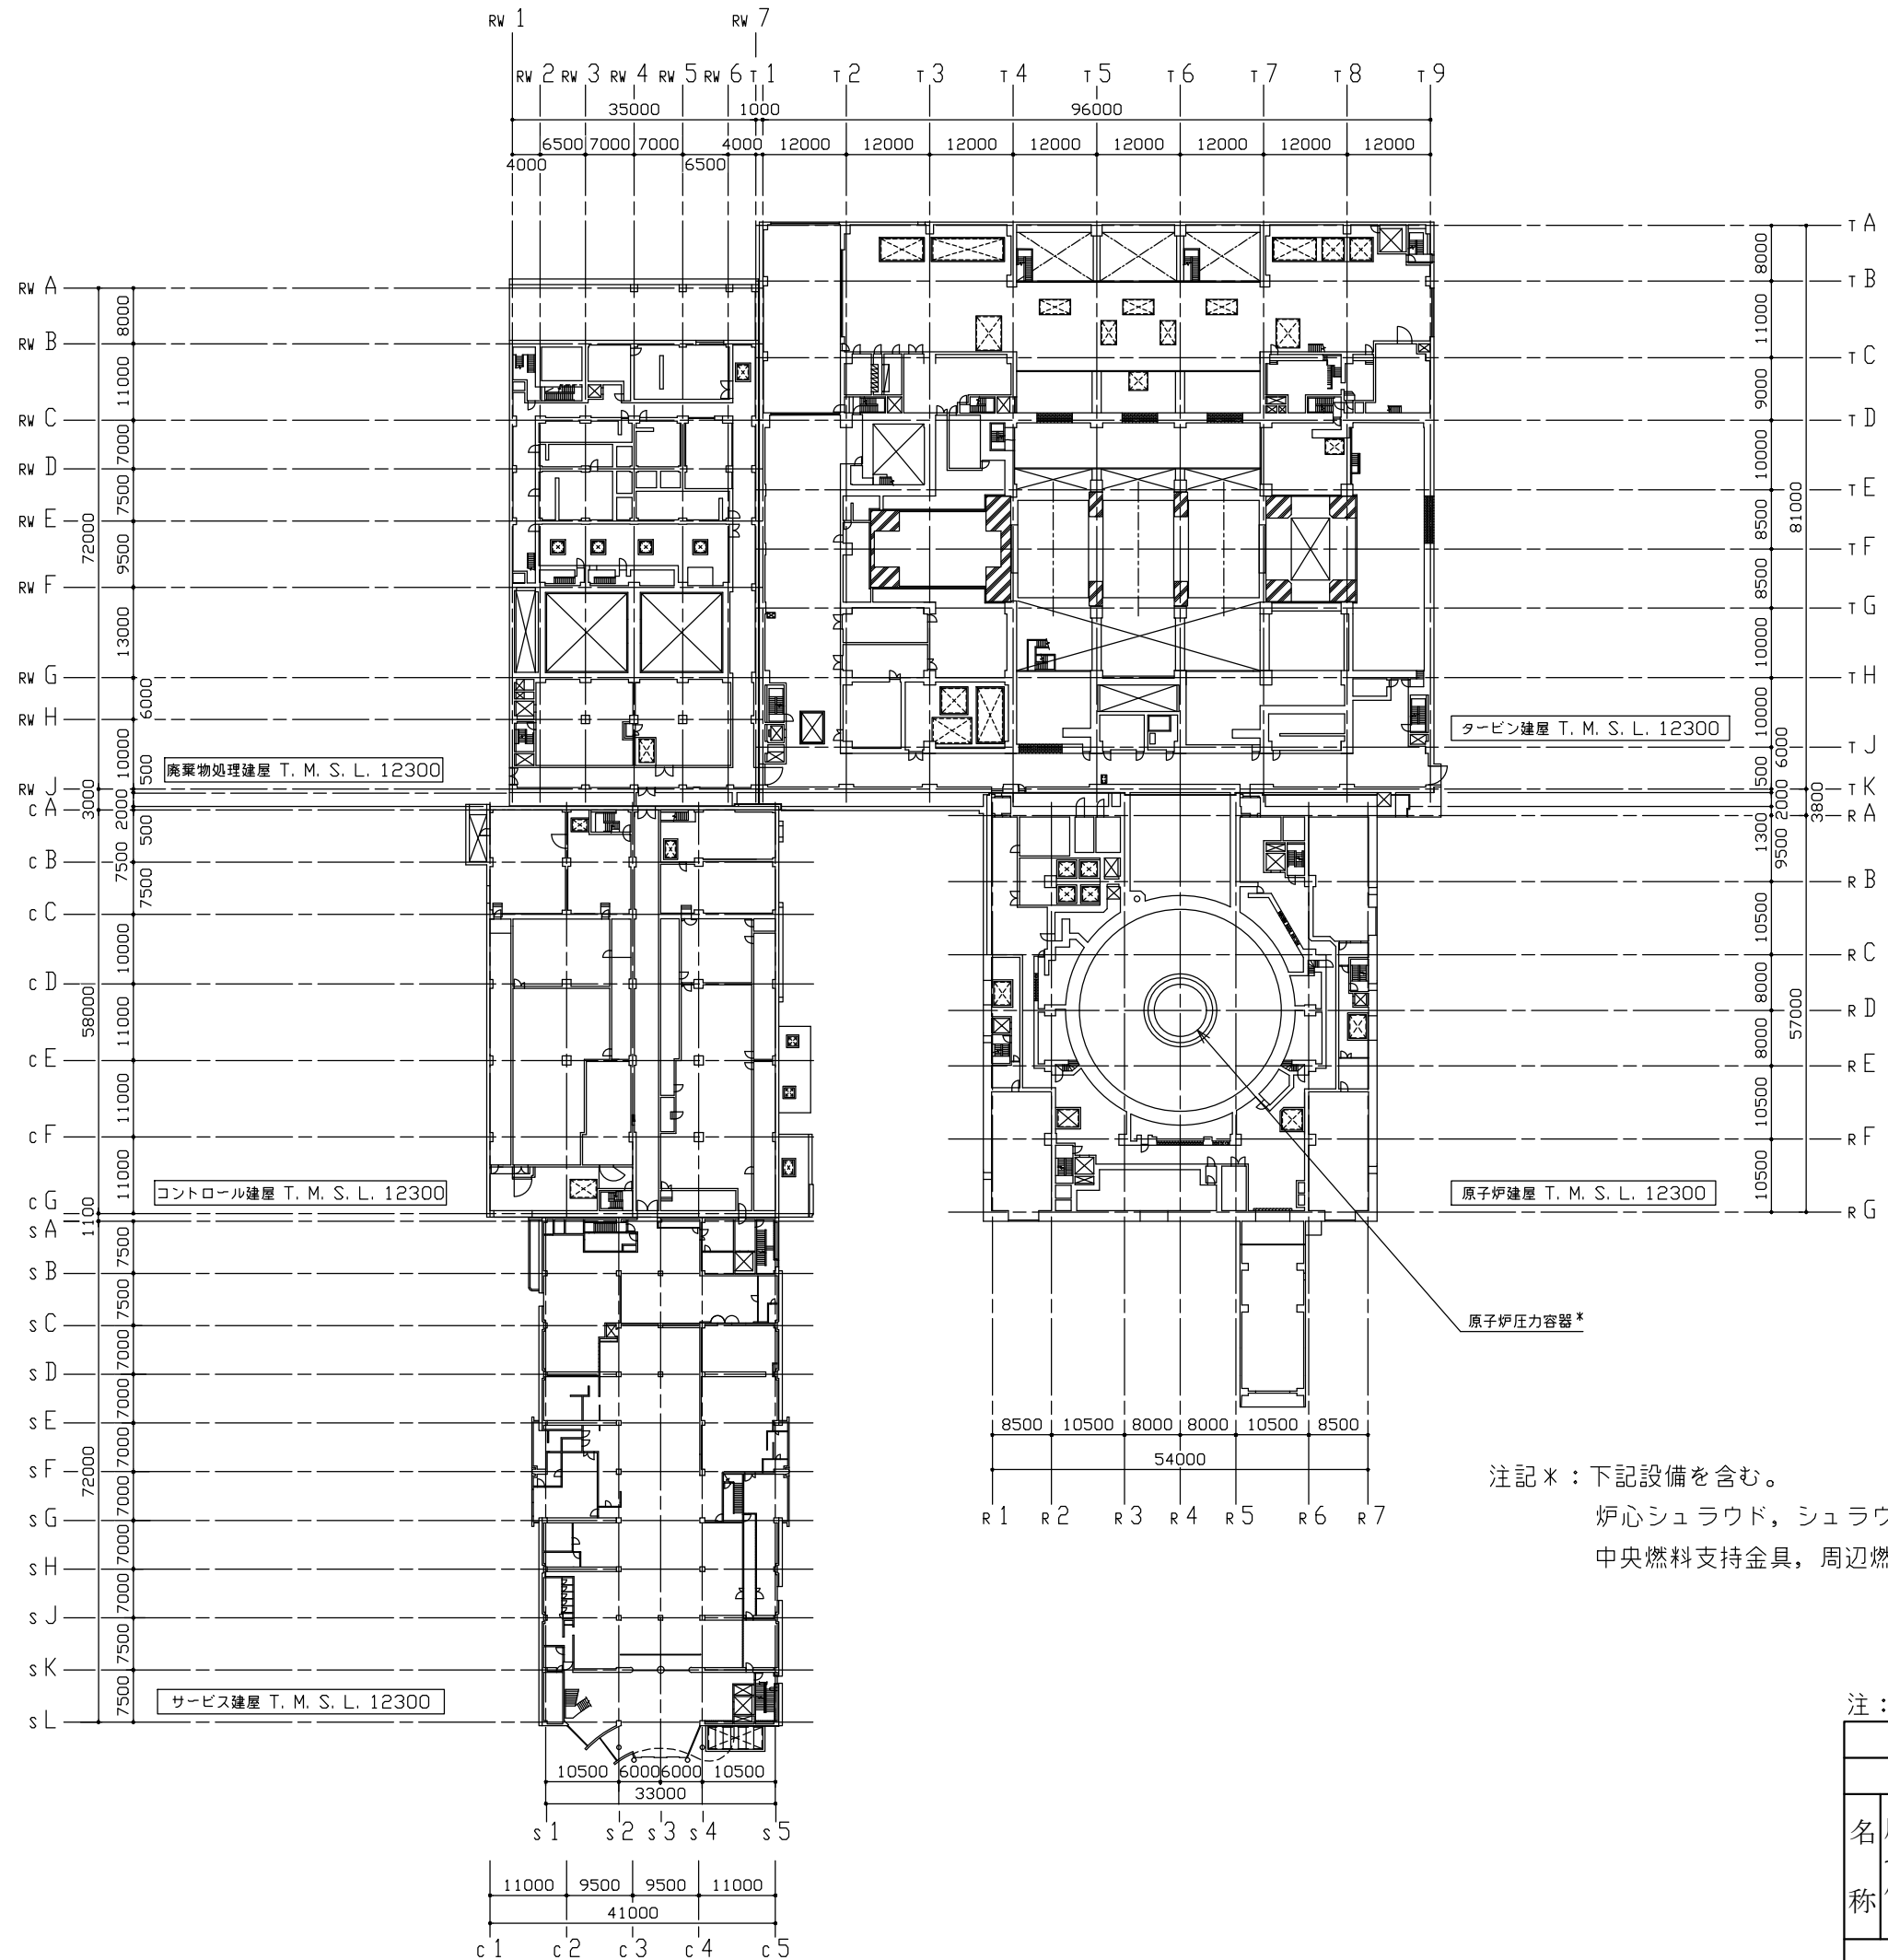 RW 1 RW 7
RW 2 RW 3 RW 4 RW 5 RW 6 T 1 T 2 T 3 T 4 T 5 T 6 T 7 T 8 T 9
35000 1000 96000
6500 7000 7000 4000 12000 12000 12000 12000 12000 12000 12000 12000
4000 6500
RW A
RW B
RW C
RW D
RW E
RW F
RW G
RW H
RW J
8000
11000
7000
7500
9500
13000
6000
10000
500
72000
3000
2000
500
廃棄物処理建屋 T. M. S. L. 12300
T A
T B
T C
T D
T E
T F
T G
T H
T J
T K
8000
11000
9000
10000
8500
8500
10000
10000
6000
500
81000
2000
3800
1300
タービン建屋 T. M. S. L. 12300
C A
C B
C C
C D
C E
C F
C G
7500
7500
10000
11000
11000
11000
58000
1100
コントロール建屋 T. M. S. L. 12300
R A
R B
R C
R D
R E
R F
R G
9500
10500
8000
8000
10500
10500
57000
原子炉建屋 T. M. S. L. 12300
原子炉圧力容器*
8500 10500 8000 8000 10500 8500
54000
R 1 R 2 R 3 R 4 R 5 R 6 R 7
S A
S B
S C
S D
S E
S F
S G
S H
S J
S K
S L
7500
7500
7000
7000
7000
7000
7000
7000
7500
7500
72000
サービス建屋 T. M. S. L. 12300
10500 6000 6000 10500
33000
S 1 S 2 S 3 S 4 S 5
11000 9500 9500 11000
41000
C 1 C 2 C 3 C 4 C 5
注記*:下記設備を含む。
炉心シュラウド,シュラウ
中央燃料支持金具,周辺燃
注:
名
称